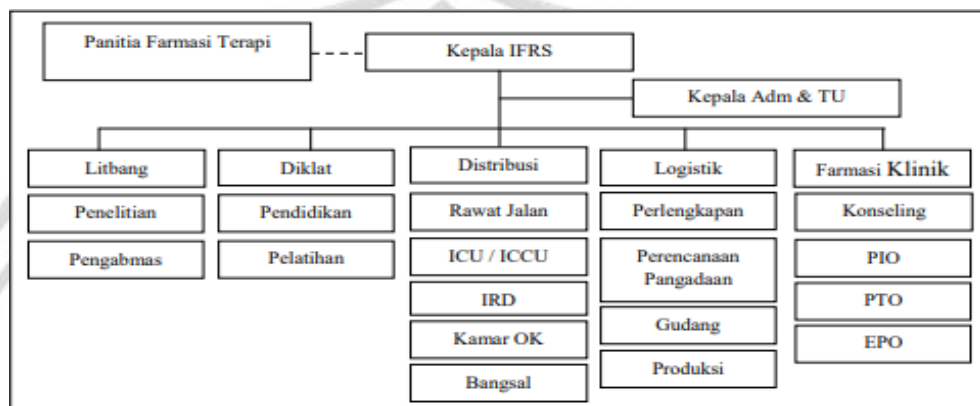 Panitia Farmasi Terapi
Kepala IFRS
Kepala Adm & TU
Litbang
Penelitian
Pengabmas
Diklat
Pendidikan
Pelatihan
Distribusi
Rawat Jalan
ICU / ICCU
IRD
Kamar OK
Bangsal
Logistik
Perlengkapan
Perencanaan
Pangadaan
Gudang
Produksi
Farmasi Klinik
Konseling
PIO
PTO
EPO